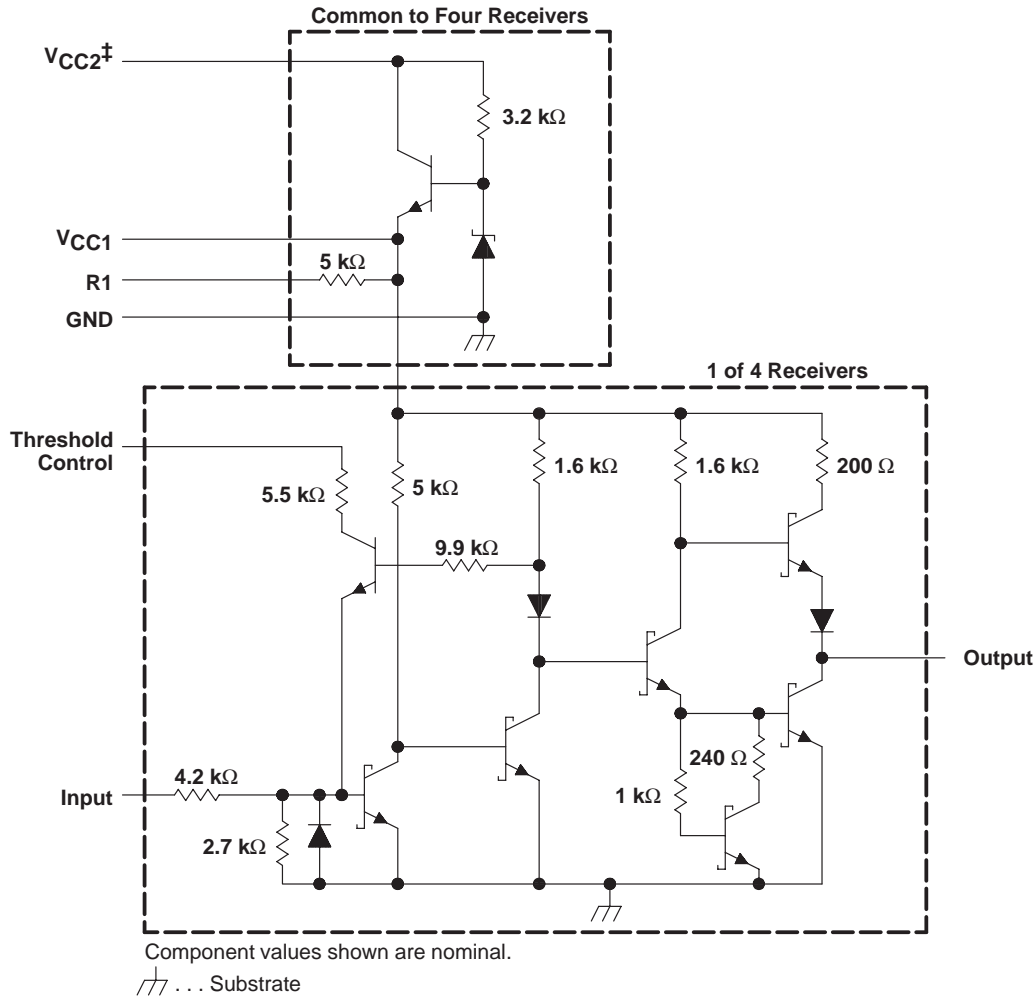 Common to Four Receivers
VCC2‡
3.2 kΩ
VCC1
5 kΩ
R1
GND
1 of 4 Receivers
Threshold
Control
5.5 kΩ
5 kΩ
1.6 kΩ
1.6 kΩ
200 Ω
9.9 kΩ
Output
4.2 kΩ
240 Ω
Input
1 kΩ
2.7 kΩ
Component values shown are nominal.
. . . Substrate